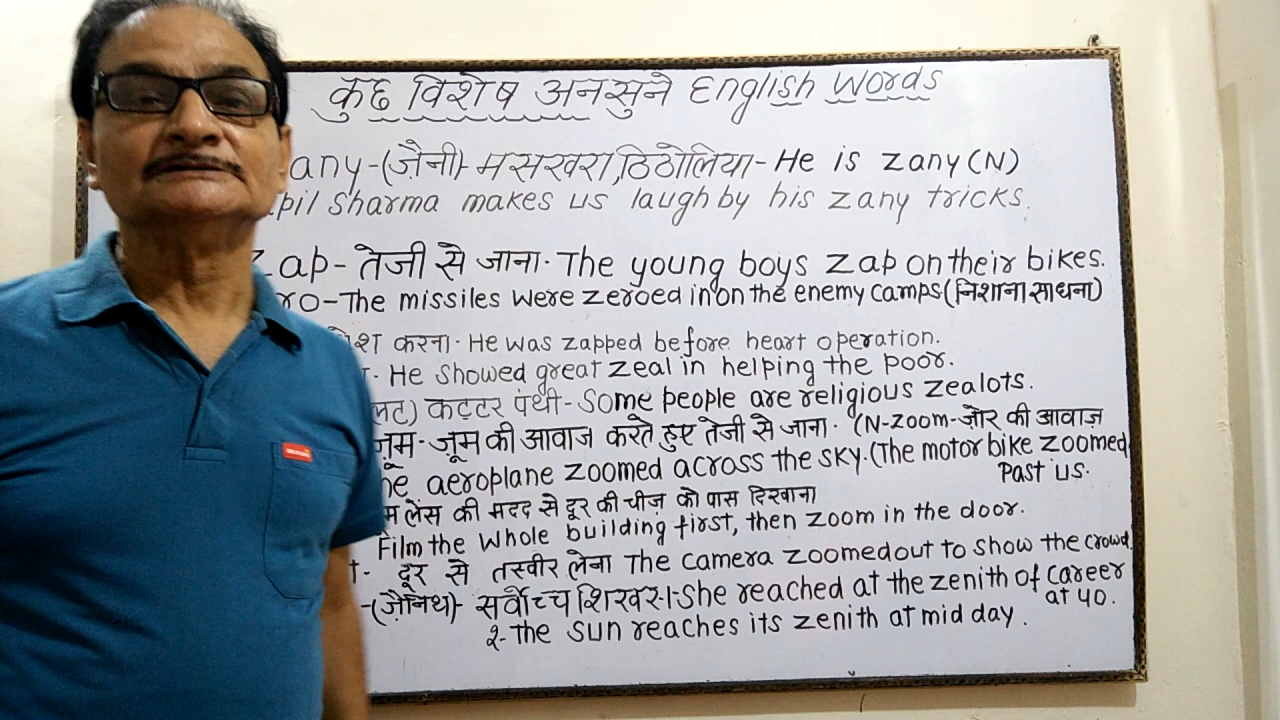 कुछ विशेष अनसुने English Words
any-(ज़ैनी)- मसखरा,ठिठोलिया- He is zany(N)
pil Sharma makes us laugh by his zany tricks.
Zap- तेजी से जाना. The young boys zap on their bikes.
ro-The missiles were zeroed in on the enemy camps(निशाना साधना)
करना. He was zapped before heart operation.
He showed great zeal in helping the poor.
लट) कट्टर पंथी-Some people are religious zealots.
ज़ूम-ज़ूम की आवाज करते हुए तेजी से जाना. (N-zoom-ज़ोर की आवाज़
he aeroplane zoomed across the sky.(The motor bike zoomed
Past us.
म लेंस की मदद से दूर की चीज़ को पास दिखाना
Film the whole building first, then zoom in the door.
दूर से तस्वीर लेना The camera zoomed out to show the crowd
-(ज़ैनिथ)- सर्वोच्च शिखर.1-She reached at the zenith of career
at 40.
2-The sun reaches its zenith at mid day.